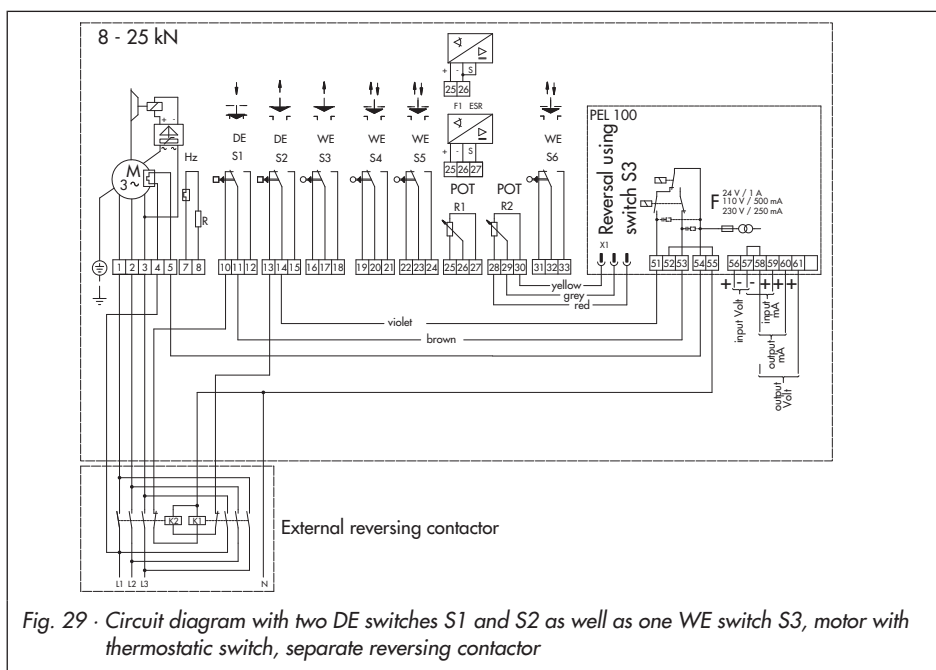 8 - 25 kN
+ - S
25 26
F1 ESR
+ - S
25 26 27
DE DE WE WE WE WE
S1 S2 S3 S4 S5 S6
POT POT
R1 R2
Hz
+ -
~ ~
M
3~
R
PEL 100
Reversal using
switch S3
X1
F
24 V / 1 A
110 V / 500 mA
230 V / 250 mA
1 2 3 4 5 7 8 10 11 12 13 14 15 16 17 18 19 20 21 22 23 24 25 26 27 28 29 30 31 32 33 51 52 53 54 55 56 57 58 59 60 61
+ - - + + +
input Volt
input
mA
output
mA
output
Volt
yellow
grey
red
violet
brown
K2 K1
External reversing contactor
L1 L2 L3 N
Fig. 29 · Circuit diagram with two DE switches S1 and S2 as well as one WE switch S3, motor with
thermostatic switch, separate reversing contactor